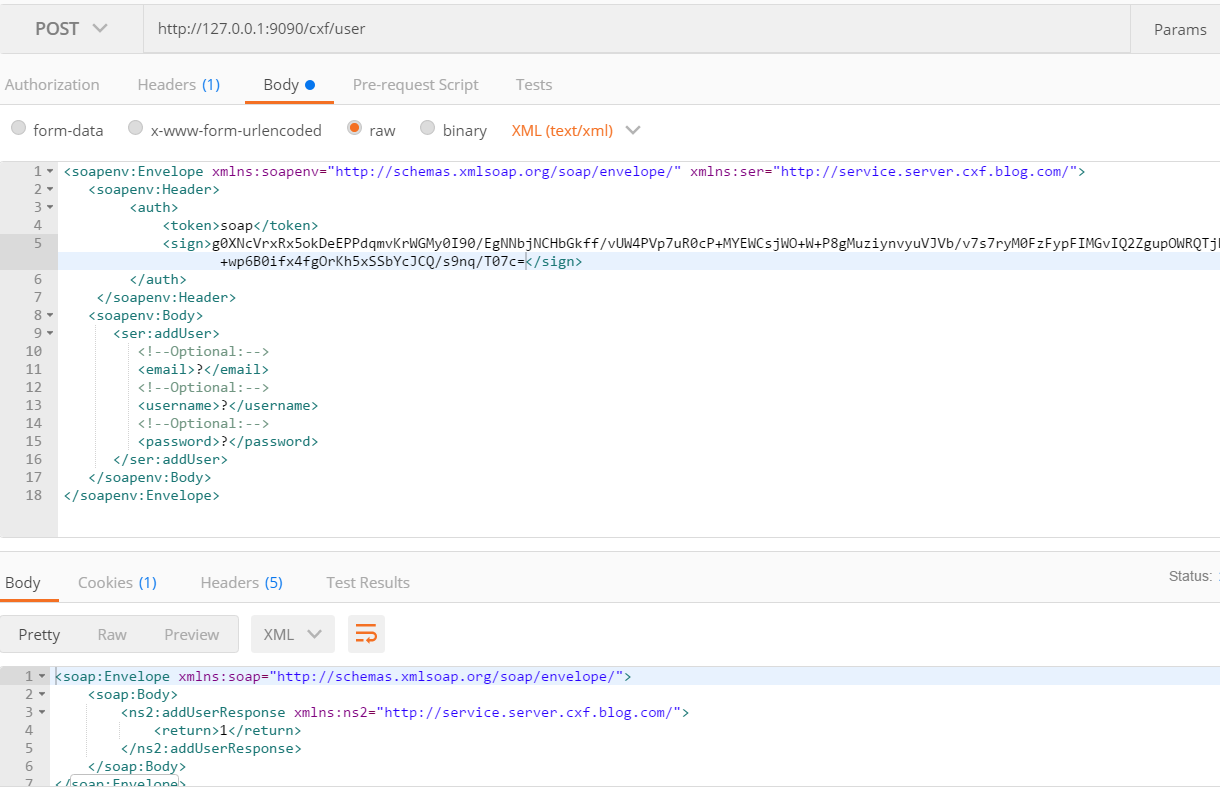 POST http://127.0.0.1:9090/cxf/user Params
Authorization Headers (1) Body Pre-request Script Tests
form-data x-www-form-urlencoded raw binary XML (text/xml)
1 <soapenv:Envelope xmlns:soapenv="http://schemas.xmlsoap.org/soap/envelope/" xmlns:ser="http://service.server.cxf.blog.com/">
2 <soapenv:Header>
3 <auth>
4 <token>soap</token>
5 <sign>g0XNcVrxRx5okDeEPPdqmvKrWGMy0I90/EgNNbjNCHbGkff/vUW4PVp7uR0cP+MYEWCsjWO+W+P8gMuziynvyuVJVb/v7s7ryM0FzFypFIMGvIQ2ZgupOWRQTj
+wp6B0ifx4fgOrKh5xSSbYcJCQ/s9nq/T07c=</sign>
6 </auth>
7 </soapenv:Header>
8 <soapenv:Body>
9 <ser:addUser>
10 <!--Optional:-->
11 <email>?</email>
12 <!--Optional:-->
13 <username>?</username>
14 <!--Optional:-->
15 <password>?</password>
16 </ser:addUser>
17 </soapenv:Body>
18 </soapenv:Envelope>
Body Cookies (1) Headers (5) Test Results Status:
Pretty Raw Preview XML
1 <soap:Envelope xmlns:soap="http://schemas.xmlsoap.org/soap/envelope/">
2 <soap:Body>
3 <ns2:addUserResponse xmlns:ns2="http://service.server.cxf.blog.com/">
4 <return>1</return>
5 </ns2:addUserResponse>
6 </soap:Body>
7 </soap:Envelope>